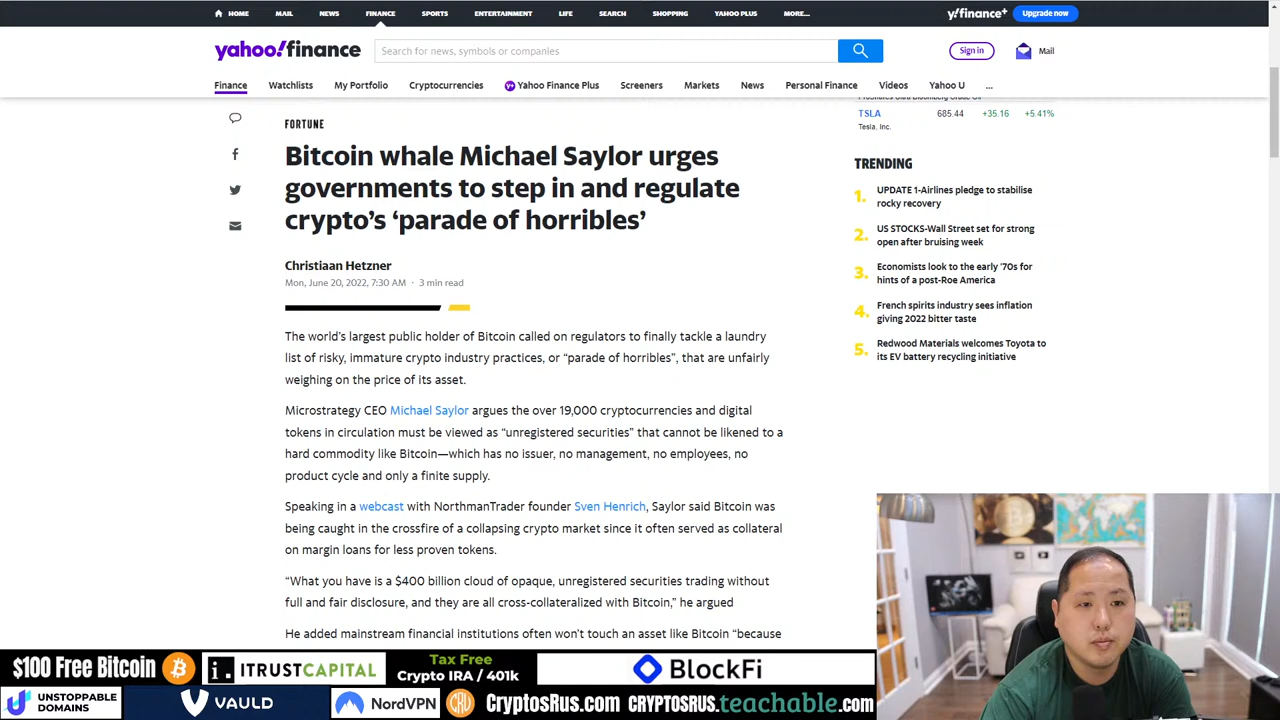 HOME MAIL NEWS FINANCE SPORTS ENTERTAINMENT LIFE SEARCH SHOPPING YAHOO PLUS MORE... y!finance+ Upgrade now
yahoo!finance Search for news, symbols or companies Sign in Mail
Finance Watchlists My Portfolio Cryptocurrencies Yahoo Finance Plus Screeners Markets News Personal Finance Videos Yahoo U ...
FORTUNE
Bitcoin whale Michael Saylor urges
governments to step in and regulate
crypto's 'parade of horribles'
Christiaan Hetzner
Mon, June 20, 2022, 7:30 AM · 3 min read
The world's largest public holder of Bitcoin called on regulators to finally tackle a laundry
list of risky, immature crypto industry practices, or "parade of horribles", that are unfairly
weighing on the price of its asset.
Microstrategy CEO Michael Saylor argues the over 19,000 cryptocurrencies and digital
tokens in circulation must be viewed as "unregistered securities" that cannot be likened to a
hard commodity like Bitcoin—which has no issuer, no management, no employees, no
product cycle and only a finite supply.
Speaking in a webcast with NorthmanTrader founder Sven Henrich, Saylor said Bitcoin was
being caught in the crossfire of a collapsing crypto market since it often served as collateral
on margin loans for less proven tokens.
"What you have is a $400 billion cloud of opaque, unregistered securities trading without
full and fair disclosure, and they are all cross-collateralized with Bitcoin," he argued
He added mainstream financial institutions often won't touch an asset like Bitcoin "because
TSLA 685.44 +35.16 +5.41%
Tesla, Inc.
TRENDING
1. UPDATE 1-Airlines pledge to stabilise
rocky recovery
2. US STOCKS-Wall Street set for strong
open after bruising week
3. Economists look to the early '70s for
hints of a post-Roe America
4. French spirits industry sees inflation
giving 2022 bitter taste
5. Redwood Materials welcomes Toyota to
its EV battery recycling initiative
$100 Free Bitcoin
i. ITRUSTCAPITAL
Tax Free
Crypto IRA / 401k
BlockFi
UNSTOPPABLE
DOMAINS
VAULD
NordVPN
CRU CryptosRus.com
CRYPTOSRUS.teachable.com